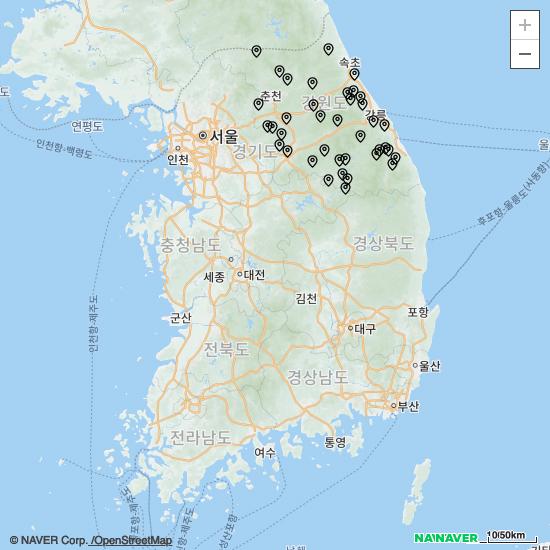 +
−
속초
춘천
강원도
강릉
연평도
서울
인천항-백령도
인천
경기도
울
후포항-울릉도(사동항)
충청남도
경상북도
세종
대전
인천항-제주도
김천
군산
포항
전북도
대구
경상남도
울산
부산
전라남도
통영
여수
© NAVER Corp. /OpenStreetMap
NAVER
10/50km